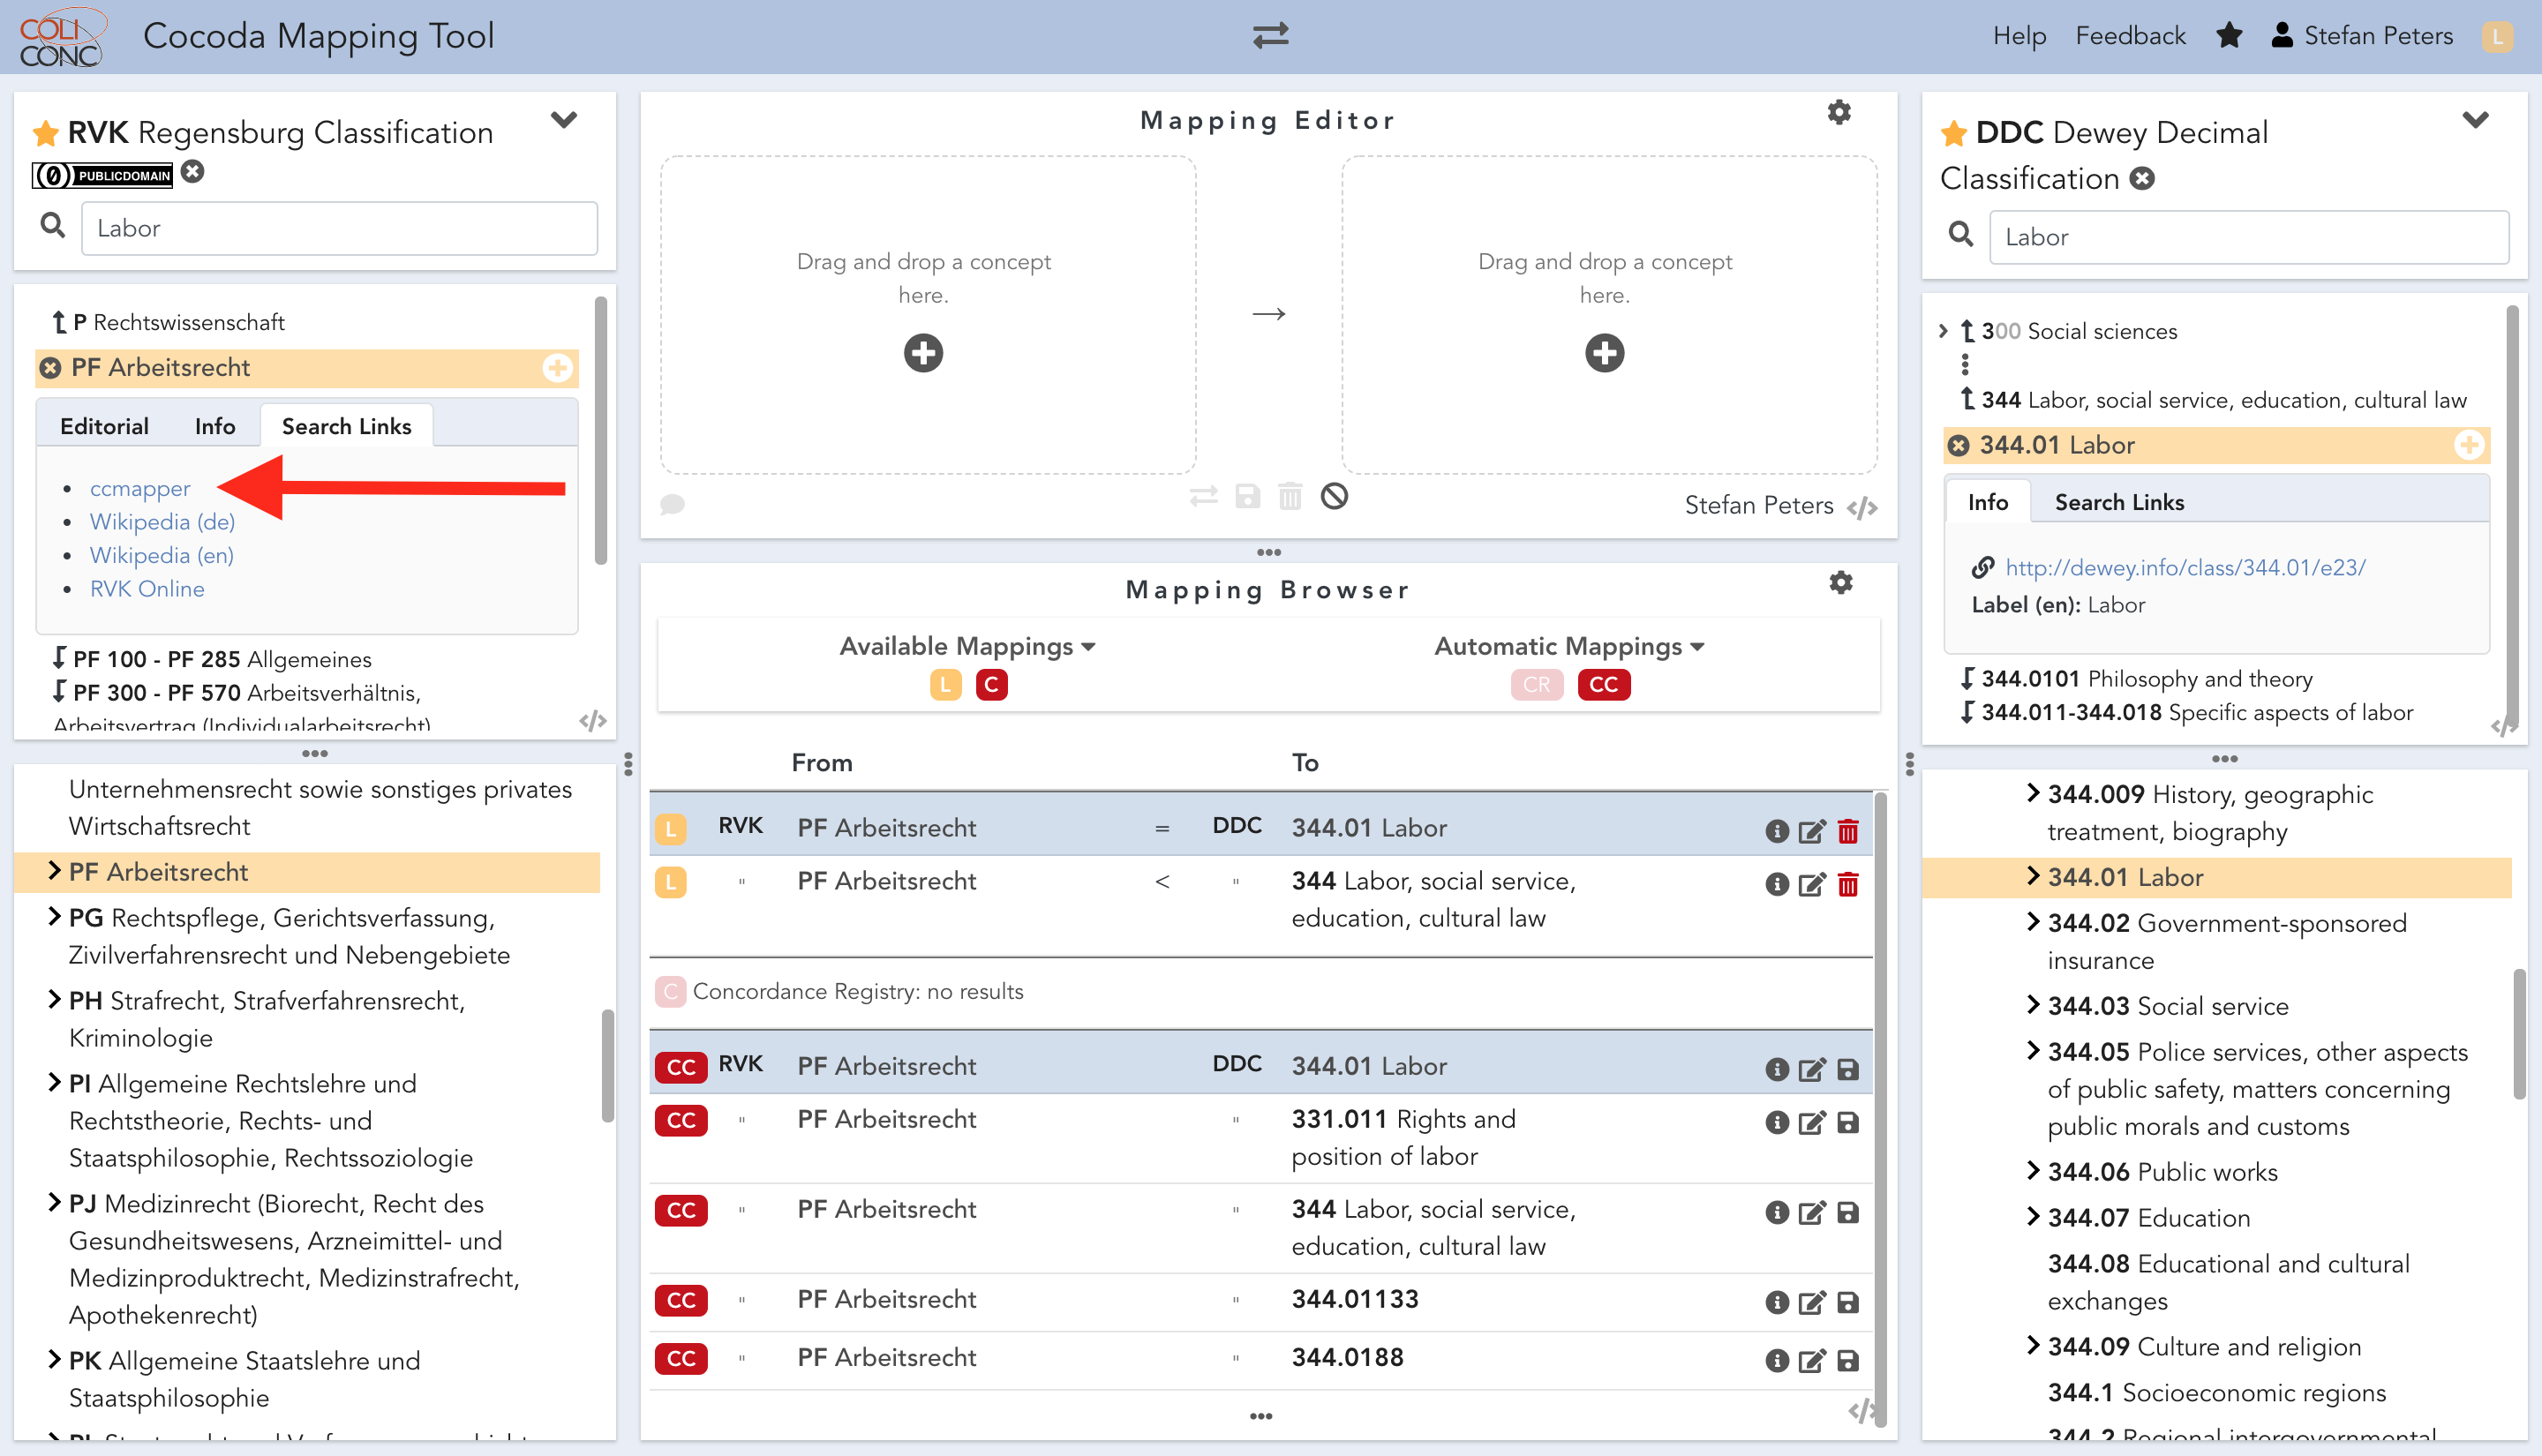 COLI
CONC
Cocoda Mapping Tool
Help
Feedback
Stefan Peters
L
RVK Regensburg Classification
PUBLICDOMAIN
Labor
P Rechtswissenschaft
PF Arbeitsrecht
Editorial
Info
Search Links
ccmapper
Wikipedia (de)
Wikipedia (en)
RVK Online
PF 100 - PF 285 Allgemeines
PF 300 - PF 570 Arbeitsverhältnis,
Arbeitsvertrag (Individualarbeitsrecht)
Unternehmensrecht sowie sonstiges privates
Wirtschaftsrecht
PF Arbeitsrecht
PG Rechtspflege, Gerichtsverfassung,
Zivilverfahrensrecht und Nebengebiete
PH Strafrecht, Strafverfahrensrecht,
Kriminologie
PI Allgemeine Rechtslehre und
Rechtstheorie, Rechts- und
Staatsphilosophie, Rechtssoziologie
PJ Medizinrecht (Biorecht, Recht des
Gesundheitswesens, Arzneimittel- und
Medizinproduktrecht, Medizinstrafrecht,
Apothekenrecht)
PK Allgemeine Staatslehre und
Staatsphilosophie
Mapping Editor
Drag and drop a concept
here.
→
Drag and drop a concept
here.
Stefan Peters </>
Mapping Browser
Available Mappings
L C
Automatic Mappings
CR CC
From
To
L RVK PF Arbeitsrecht = DDC 344.01 Labor
L " PF Arbeitsrecht < " 344 Labor, social service,
education, cultural law
C Concordance Registry: no results
CC RVK PF Arbeitsrecht DDC 344.01 Labor
CC " PF Arbeitsrecht " 331.011 Rights and
position of labor
CC " PF Arbeitsrecht " 344 Labor, social service,
education, cultural law
CC " PF Arbeitsrecht " 344.01133
CC " PF Arbeitsrecht " 344.0188
DDC Dewey Decimal
Classification
Labor
300 Social sciences
344 Labor, social service, education, cultural law
344.01 Labor
Info
Search Links
http://dewey.info/class/344.01/e23/
Label (en): Labor
344.0101 Philosophy and theory
344.011-344.018 Specific aspects of labor
344.009 History, geographic
treatment, biography
344.01 Labor
344.02 Government-sponsored
insurance
344.03 Social service
344.05 Police services, other aspects
of public safety, matters concerning
public morals and customs
344.06 Public works
344.07 Education
344.08 Educational and cultural
exchanges
344.09 Culture and religion
344.1 Socioeconomic regions
344.2 Regional intergovernmental